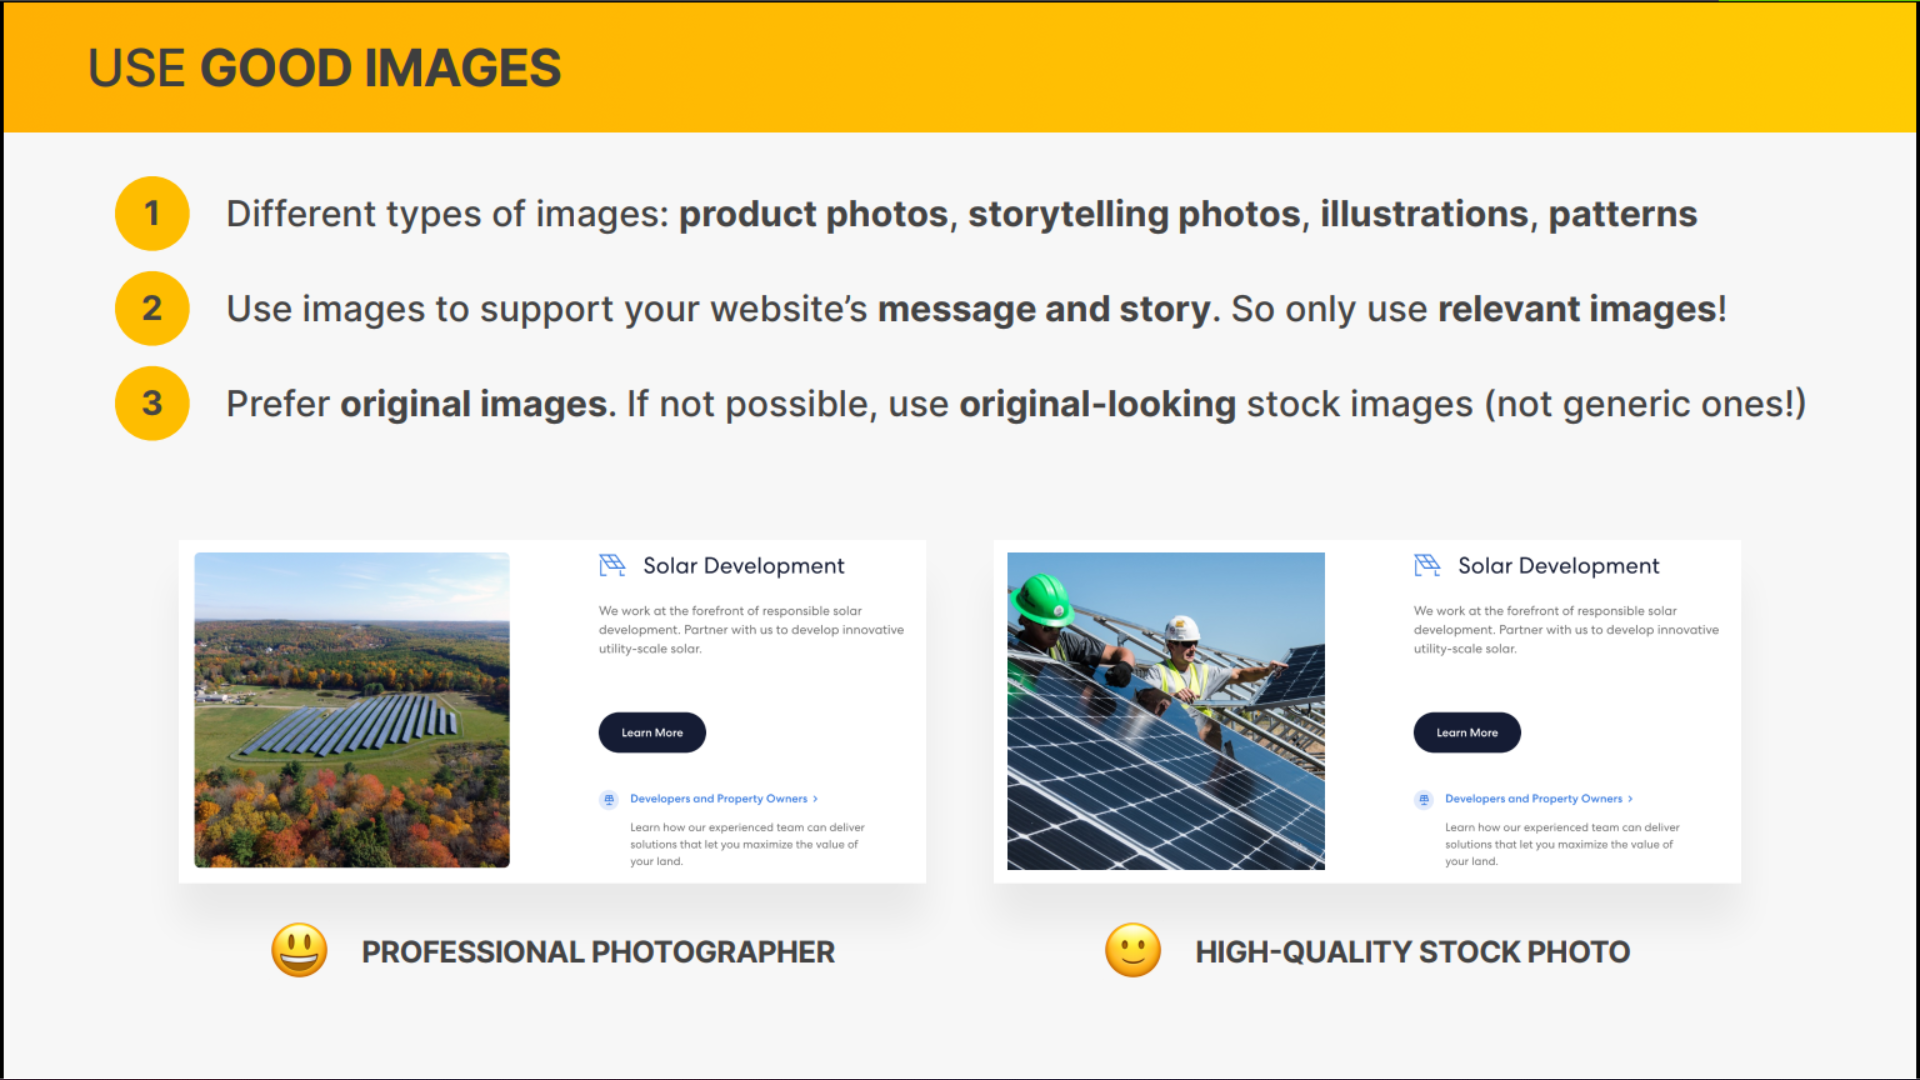 USE GOOD IMAGES
1 Different types of images: product photos, storytelling photos, illustrations, patterns
2 Use images to support your website’s message and story. So only use relevant images!
3 Prefer original images. If not possible, use original-looking stock images (not generic ones!)
Solar Development
We work at the forefront of responsible solar
development. Partner with us to develop innovative
utility-scale solar.
Learn More
Developers and Property Owners >
Learn how our experienced team can deliver
solutions that let you maximize the value of
your land.
PROFESSIONAL PHOTOGRAPHER
Solar Development
We work at the forefront of responsible solar
development. Partner with us to develop innovative
utility-scale solar.
Learn More
Developers and Property Owners >
Learn how our experienced team can deliver
solutions that let you maximize the value of
your land.
HIGH-QUALITY STOCK PHOTO